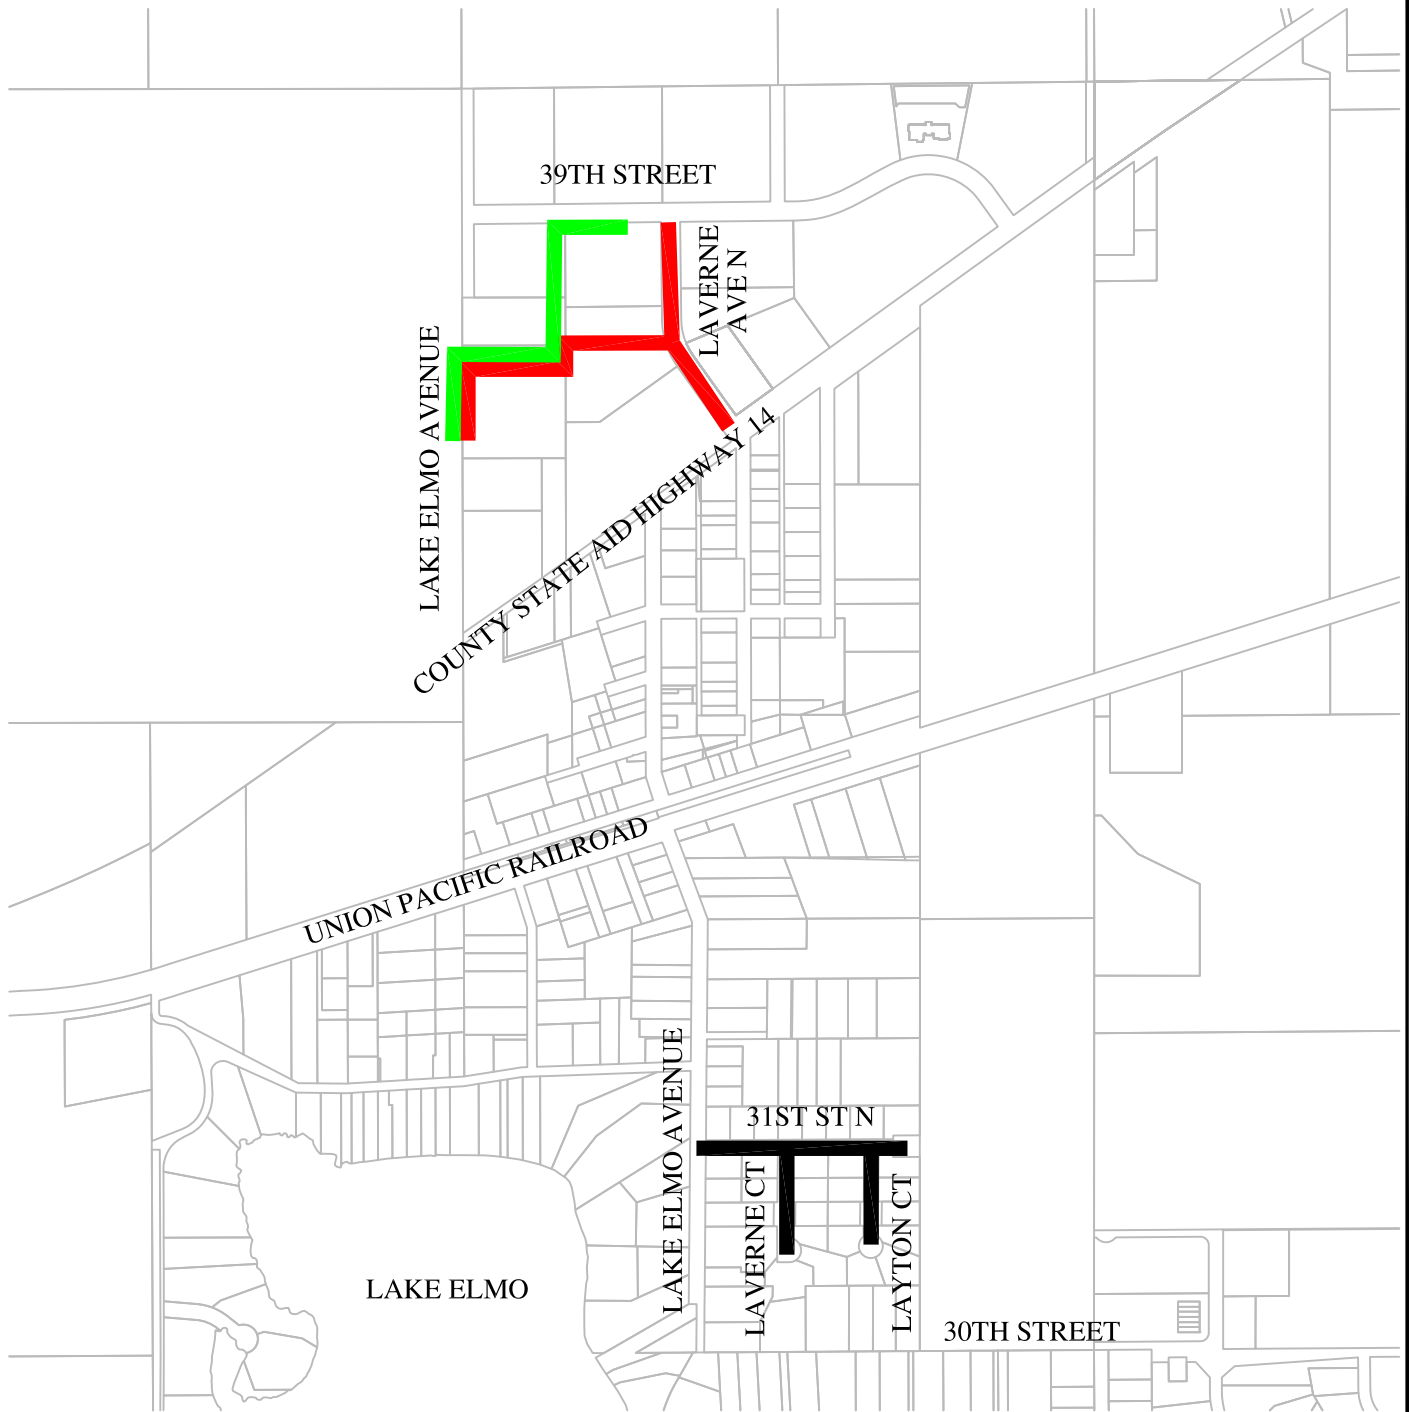 39TH STREET
LAVERNE
AVE N
LAKE ELMO AVENUE
COUNTY STATE AID HIGHWAY 14
UNION PACIFIC RAILROAD
LAKE ELMO AVENUE
31ST ST N
LAVERNE CT
LAYTON CT
LAKE ELMO
30TH STREET